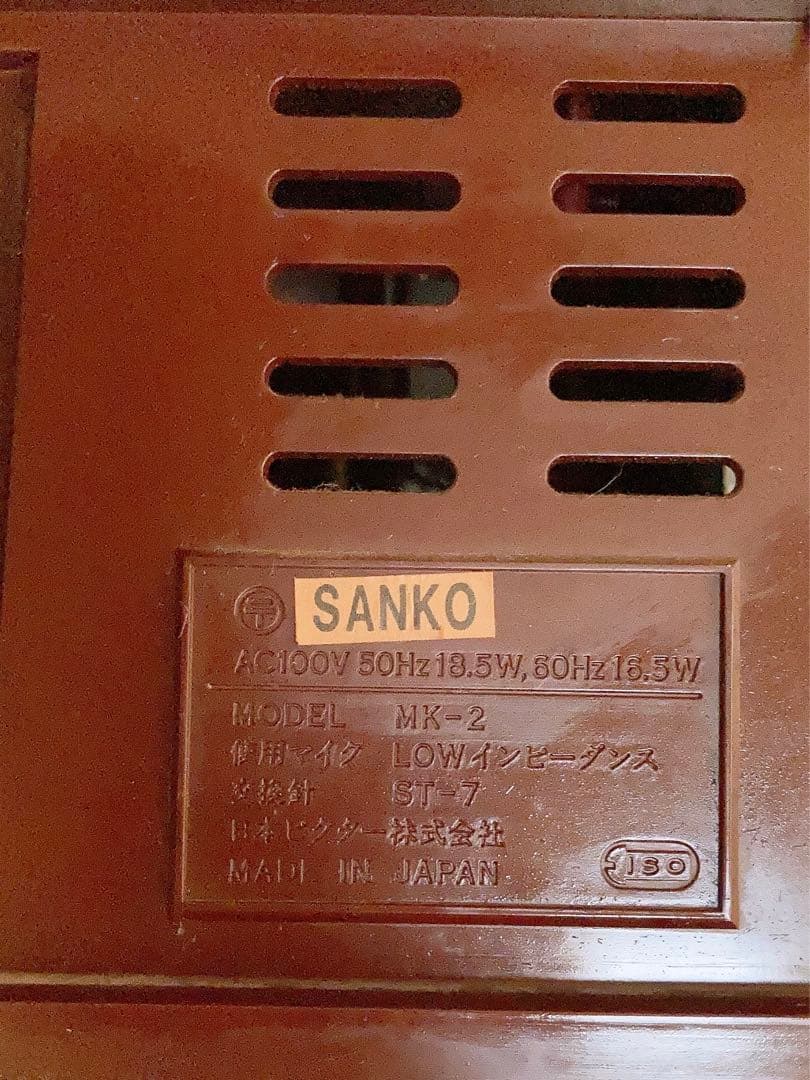 〒 SANKO
AC100V 50Hz 18.5W, 60Hz 16.5W
MODEL MK-2
使用マイク LOWインピーダンス
交換針 ST-7
日本ビクター株式会社
MADE IN JAPAN
ISO